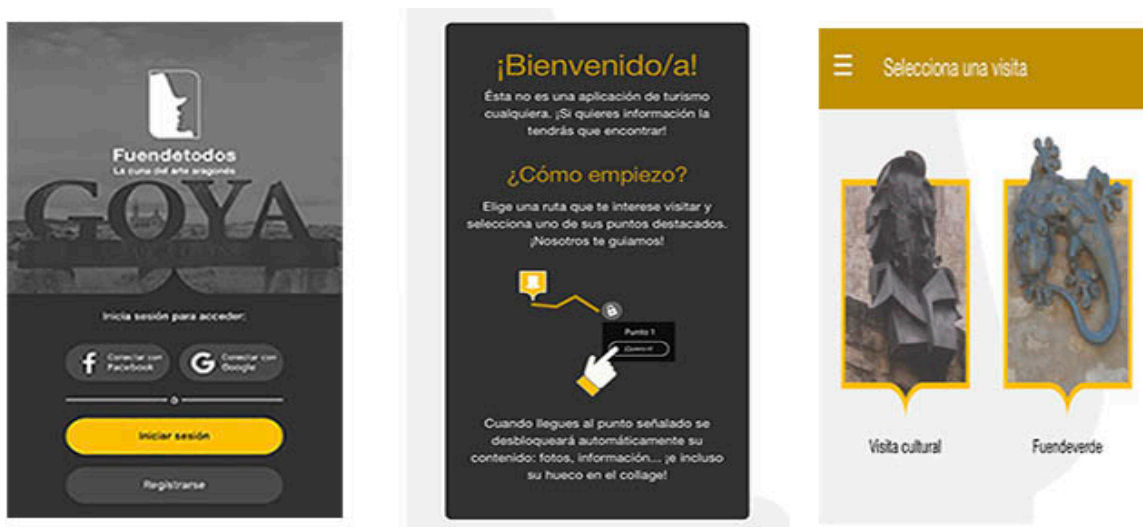 Fuendetodos
La cuna del arte aragonés
GOYA
Inicia sesión para acceder:
Conectar con
Facebook
Conectar con
Google
o
Iniciar sesión
Registrarse
¡Bienvenido/a!
Ésta no es una aplicación de turismo
cualquiera. ¡Si quieres información la
tendrás que encontrar!
¿Cómo empiezo?
Elige una ruta que te interese visitar y
selecciona uno de sus puntos destacados.
¡Nosotros te guiamos!
Punto 1
¡Quiero ir!
Cuando llegues al punto señalado se
desbloqueará automáticamente su
contenido: fotos, información... ¡e incluso
su hueco en el collage!
Selecciona una visita
Visita cultural
Fuendeverde